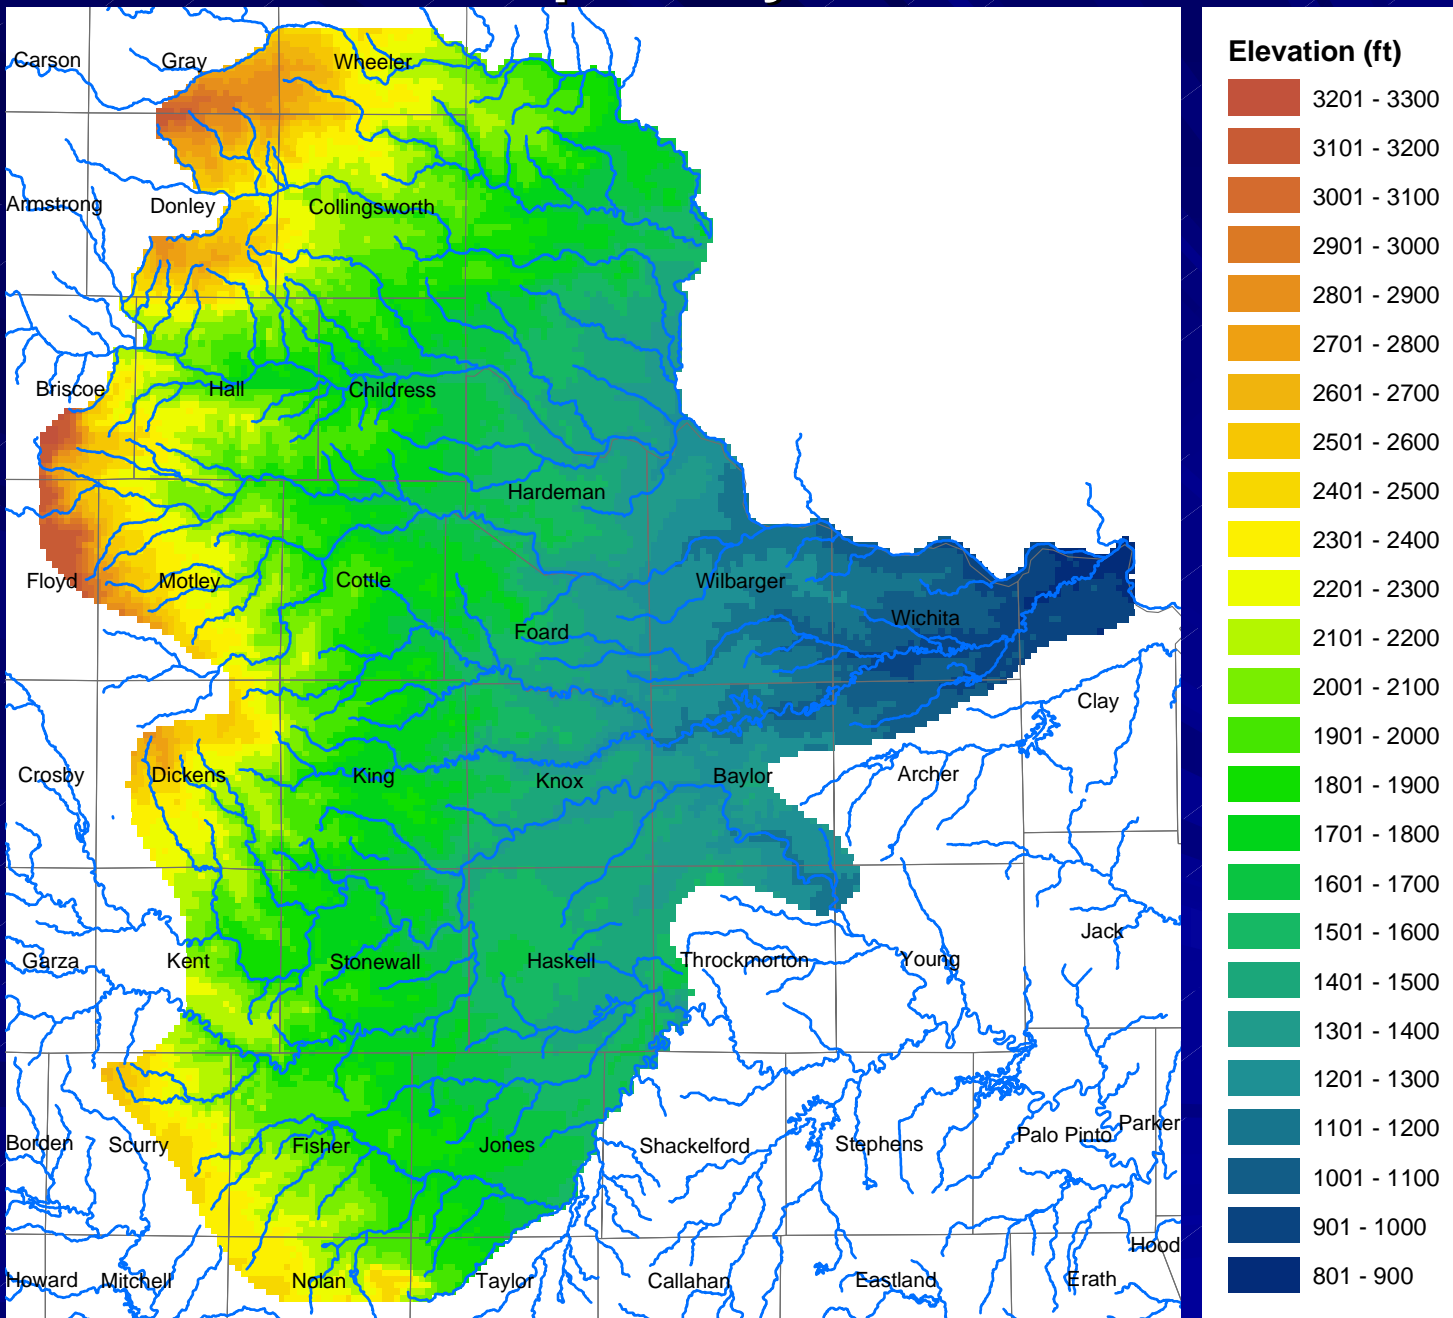 Carson
Gray
Wheeler
Armstrong
Donley
Collingsworth
Briscoe
Hall
Childress
Hardeman
Floyd
Motley
Cottle
Wilbarger
Foard
Wichita
Clay
Crosby
Dickens
King
Knox
Baylor
Archer
Garza
Kent
Stonewall
Haskell
Throckmorton
Young
Jack
Borden
Scurry
Fisher
Jones
Shackelford
Stephens
Palo Pinto
Parker
Hood
Howard
Mitchell
Nolan
Taylor
Callahan
Eastland
Erath
Elevation (ft)
3201 - 3300
3101 - 3200
3001 - 3100
2901 - 3000
2801 - 2900
2701 - 2800
2601 - 2700
2501 - 2600
2401 - 2500
2301 - 2400
2201 - 2300
2101 - 2200
2001 - 2100
1901 - 2000
1801 - 1900
1701 - 1800
1601 - 1700
1501 - 1600
1401 - 1500
1301 - 1400
1201 - 1300
1101 - 1200
1001 - 1100
901 - 1000
801 - 900